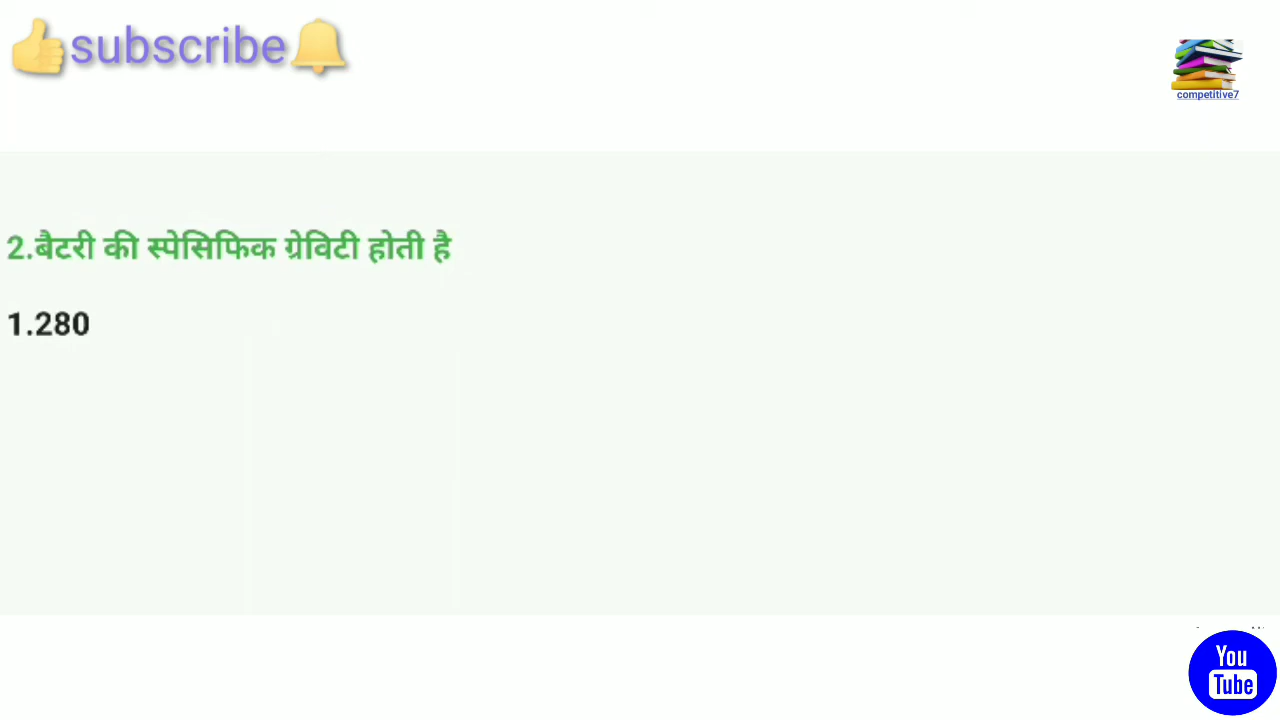 👍subscribe🔔
competitive7
2.बैटरी की स्पेसिफिक ग्रेविटी होती है
1.280
You
Tube